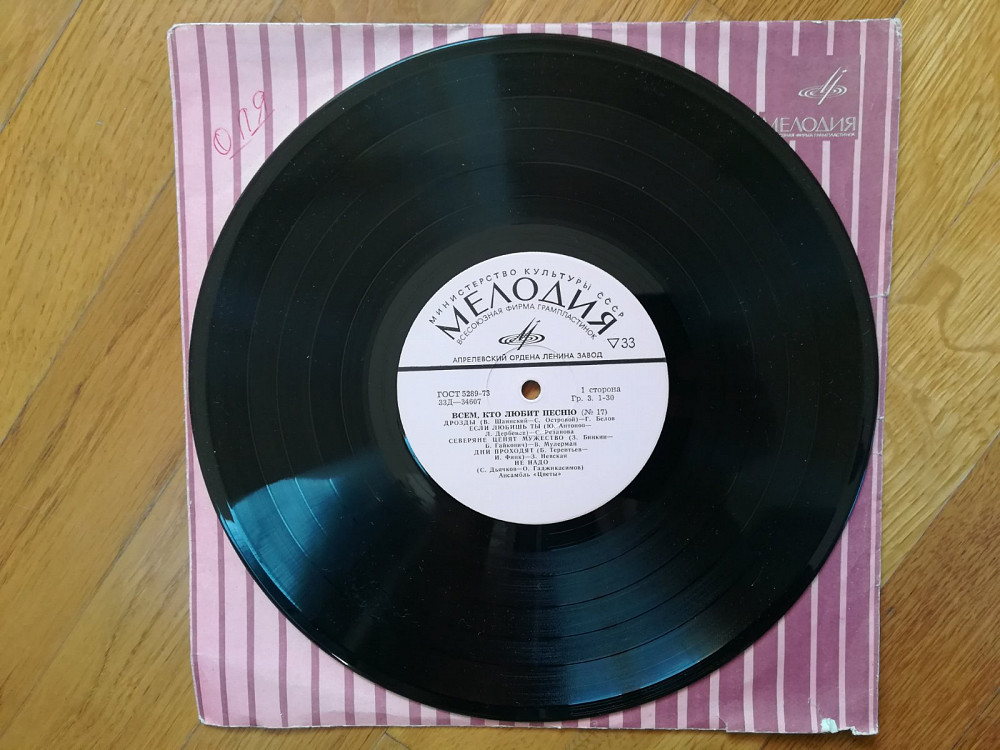 ОЛЯ
МЕЛОДИЯ
МИНИСТЕРСТВО КУЛЬТУРЫ СССР
МЕЛОДИЯ
ВСЕСОЮЗНАЯ ФИРМА ГРАМПЛАСТИНОК
▽33
АПРЕЛЕВСКИЙ ОРДЕНА ЛЕНИНА ЗАВОД
ГОСТ 5289-73
33Д—34607
1 сторона
Гр. 3. 1-30
ВСЕМ, КТО ЛЮБИТ ПЕСНЮ (№ 17)
ДРОЗДЫ (В. Шаинский—С. Островой)—Г. Белов
ЕСЛИ ЛЮБИШЬ ТЫ (Ю. Антонов—
Л. Дербенев)—С. Резанова
СЕВЕРЯНЕ ЦЕНЯТ МУЖЕСТВО (З. Бинкин—
Б. Гайкович)—В. Мулерман
ДНИ ПРОХОДЯТ (Б. Терентьев—
И. Финк)—З. Невская
НЕ НАДО
(С. Дьячков—О. Гаджикасимов)
Ансамбль «Цветы»